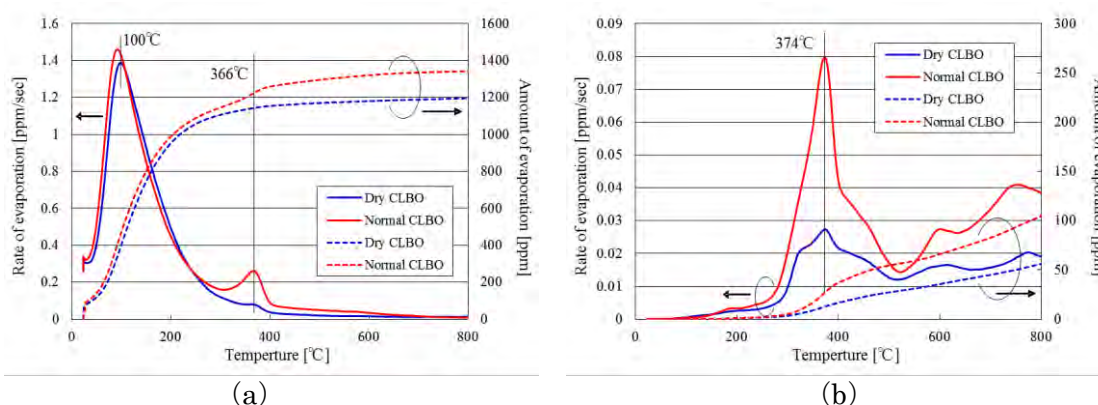 1.6
1.4
1.2
1
0.8
0.6
0.4
0.2
0
1600
1400
1200
1000
800
600
400
200
0
0 200 400 600 800
Rate of evaporation [ppm/sec]
Amount of evaporation [ppm]
Temperture [℃]
100℃
366℃
Dry CLBO
Normal CLBO
Dry CLBO
Normal CLBO
(a)
0.09
0.08
0.07
0.06
0.05
0.04
0.03
0.02
0.01
0
300
250
200
150
100
50
0
0 200 400 600 800
Rate of evaporation [ppm/sec]
of evaporation [ppm]
Temperture [℃]
374℃
Dry CLBO
Normal CLBO
Dry CLBO
Normal CLBO
(b)